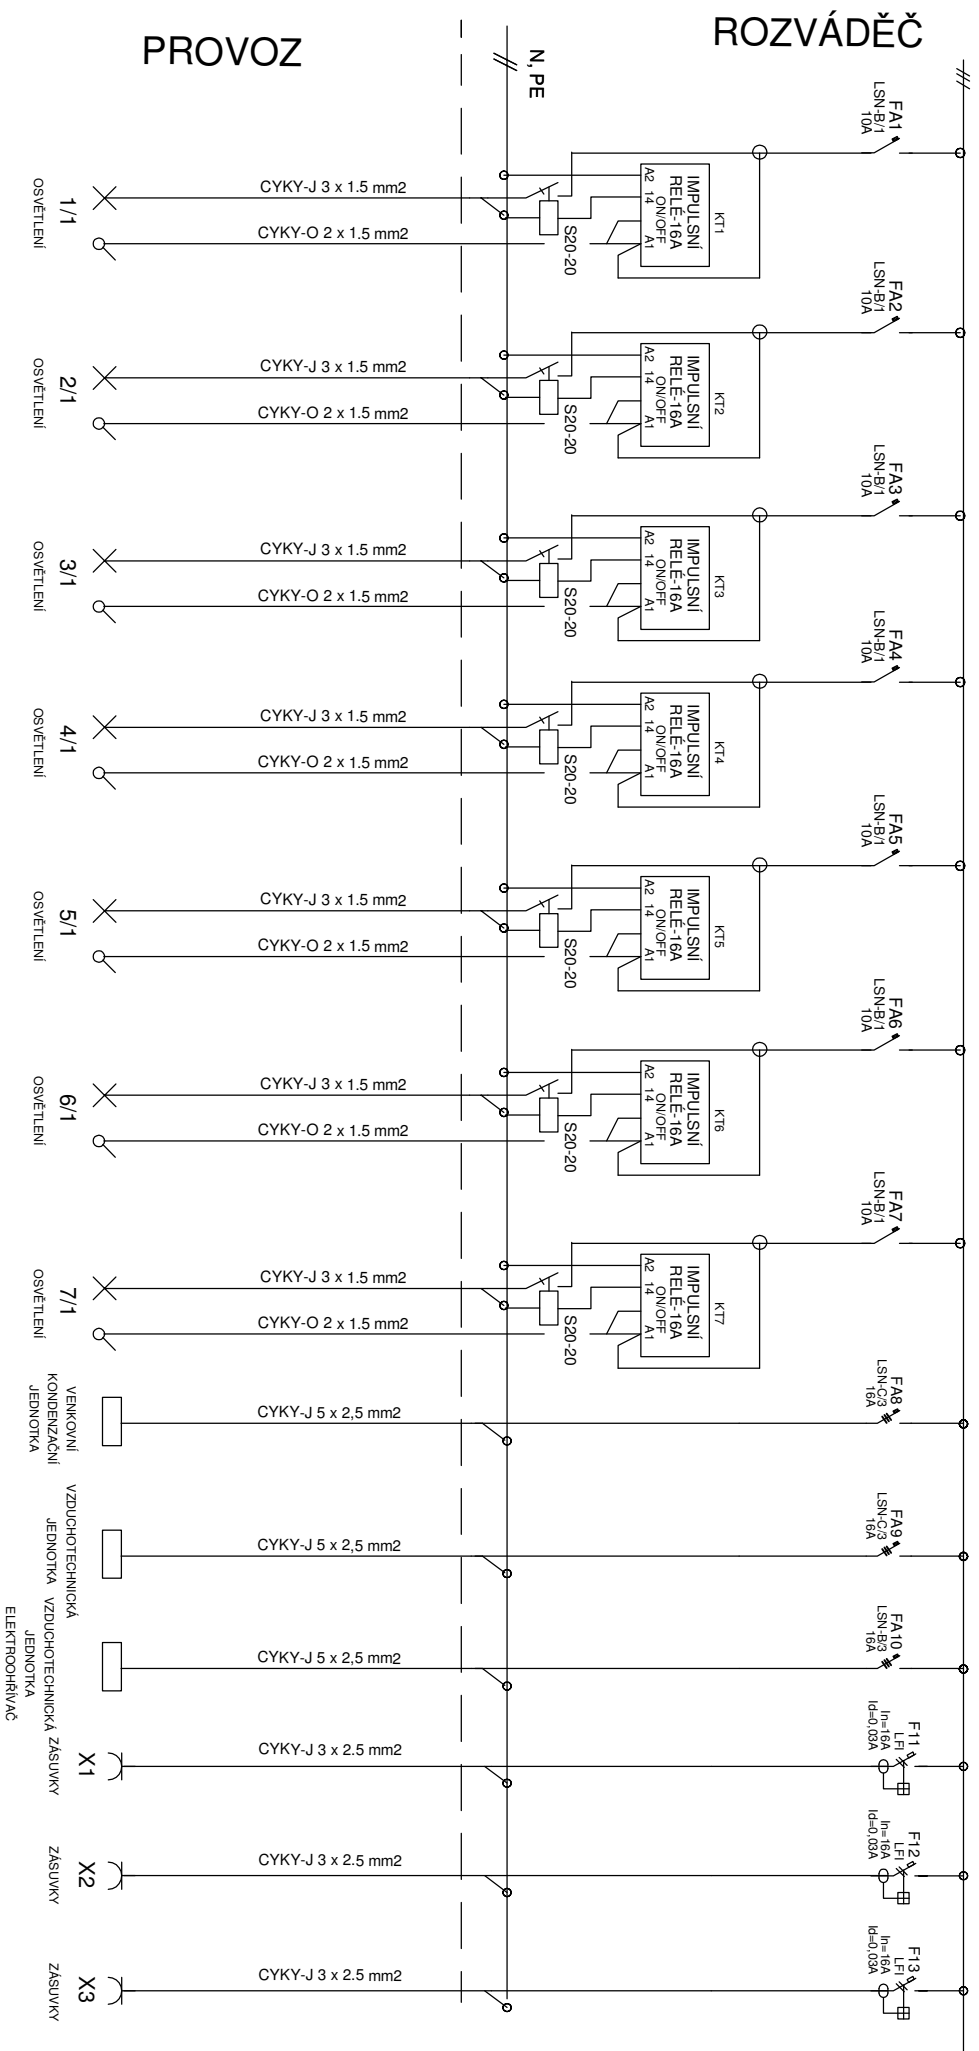 PROVOZ
ROZVÁDĚČ
N, PE
FA1
LSN-B/1
10A
KT1
IMPULSNÍ
RELÉ-16A
ON/OFF
A2
14
A1
S20-20
CYKY-J 3 x 1.5 mm2
CYKY-O 2 x 1.5 mm2
1/1
OSVĚTLENÍ
FA2
LSN-B/1
10A
KT2
IMPULSNÍ
RELÉ-16A
ON/OFF
A2
14
A1
S20-20
CYKY-J 3 x 1.5 mm2
CYKY-O 2 x 1.5 mm2
2/1
OSVĚTLENÍ
FA3
LSN-B/1
10A
KT3
IMPULSNÍ
RELÉ-16A
ON/OFF
A2
14
A1
S20-20
CYKY-J 3 x 1.5 mm2
CYKY-O 2 x 1.5 mm2
3/1
OSVĚTLENÍ
FA4
LSN-B/1
10A
KT4
IMPULSNÍ
RELÉ-16A
ON/OFF
A2
14
A1
S20-20
CYKY-J 3 x 1.5 mm2
CYKY-O 2 x 1.5 mm2
4/1
OSVĚTLENÍ
FA5
LSN-B/1
10A
KT5
IMPULSNÍ
RELÉ-16A
ON/OFF
A2
14
A1
S20-20
CYKY-J 3 x 1.5 mm2
CYKY-O 2 x 1.5 mm2
5/1
OSVĚTLENÍ
FA6
LSN-B/1
10A
KT6
IMPULSNÍ
RELÉ-16A
ON/OFF
A2
14
A1
S20-20
CYKY-J 3 x 1.5 mm2
CYKY-O 2 x 1.5 mm2
6/1
OSVĚTLENÍ
FA7
LSN-B/1
10A
KT7
IMPULSNÍ
RELÉ-16A
ON/OFF
A2
14
A1
S20-20
CYKY-J 3 x 1.5 mm2
CYKY-O 2 x 1.5 mm2
7/1
OSVĚTLENÍ
FA8
LSN-C/3
16A
CYKY-J 5 x 2,5 mm2
VENKOVNÍ
KONDENZAČNÍ
JEDNOTKA
FA9
LSN-C/3
16A
CYKY-J 5 x 2,5 mm2
VZDUCHOTECHNICKÁ
JEDNOTKA
FA10
LSN-B/3
16A
CYKY-J 5 x 2,5 mm2
VZDUCHOTECHNICKÁ
JEDNOTKA
ELEKTROOHŘÍVAČ
F11
LFI
In=16A
Id=0,03A
CYKY-J 3 x 2.5 mm2
X1
ZÁSUVKY
F12
LFI
In=16A
Id=0,03A
CYKY-J 3 x 2.5 mm2
X2
ZÁSUVKY
F13
LFI
In=16A
Id=0,03A
CYKY-J 3 x 2.5 mm2
X3
ZÁSUVKY